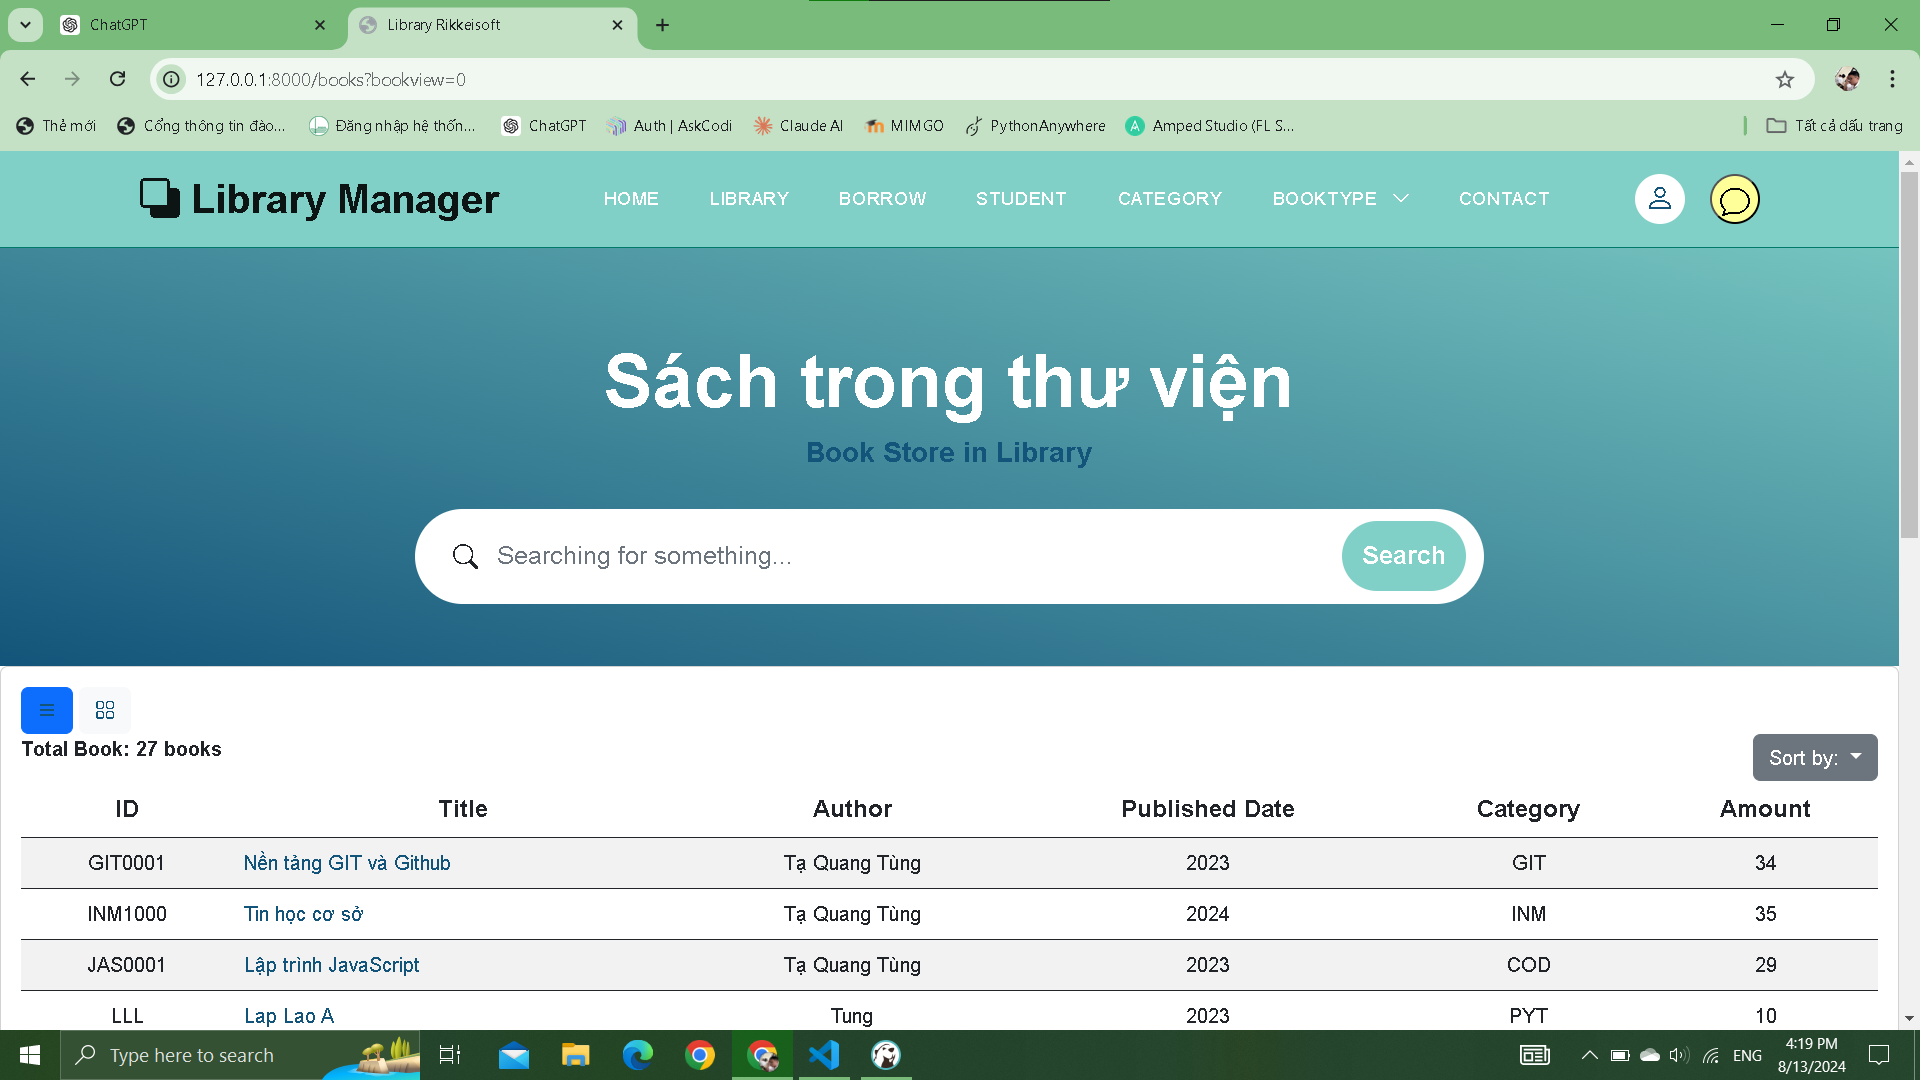 ChatGPT
Library Rikkeisoft
127.0.0.1:8000/books?bookview=0
Thẻ mới
Cổng thông tin đào...
Đăng nhập hệ thốn...
ChatGPT
Auth | AskCodi
Claude AI
MIMGO
PythonAnywhere
Amped Studio (FL S...
Tất cả dấu trang
Library Manager
HOME
LIBRARY
BORROW
STUDENT
CATEGORY
BOOKTYPE
CONTACT
Sách trong thư viện
Book Store in Library
Searching for something...
Search
Total Book: 27 books
Sort by:
ID Title Author Published Date Category Amount
GIT0001 Nền tảng GIT và Github Tạ Quang Tùng 2023 GIT 34
INM1000 Tin học cơ sở Tạ Quang Tùng 2024 INM 35
JAS0001 Lập trình JavaScript Tạ Quang Tùng 2023 COD 29
LLL Lap Lao A Tung 2023 PYT 10
Type here to search
ENG
4:19 PM
8/13/2024